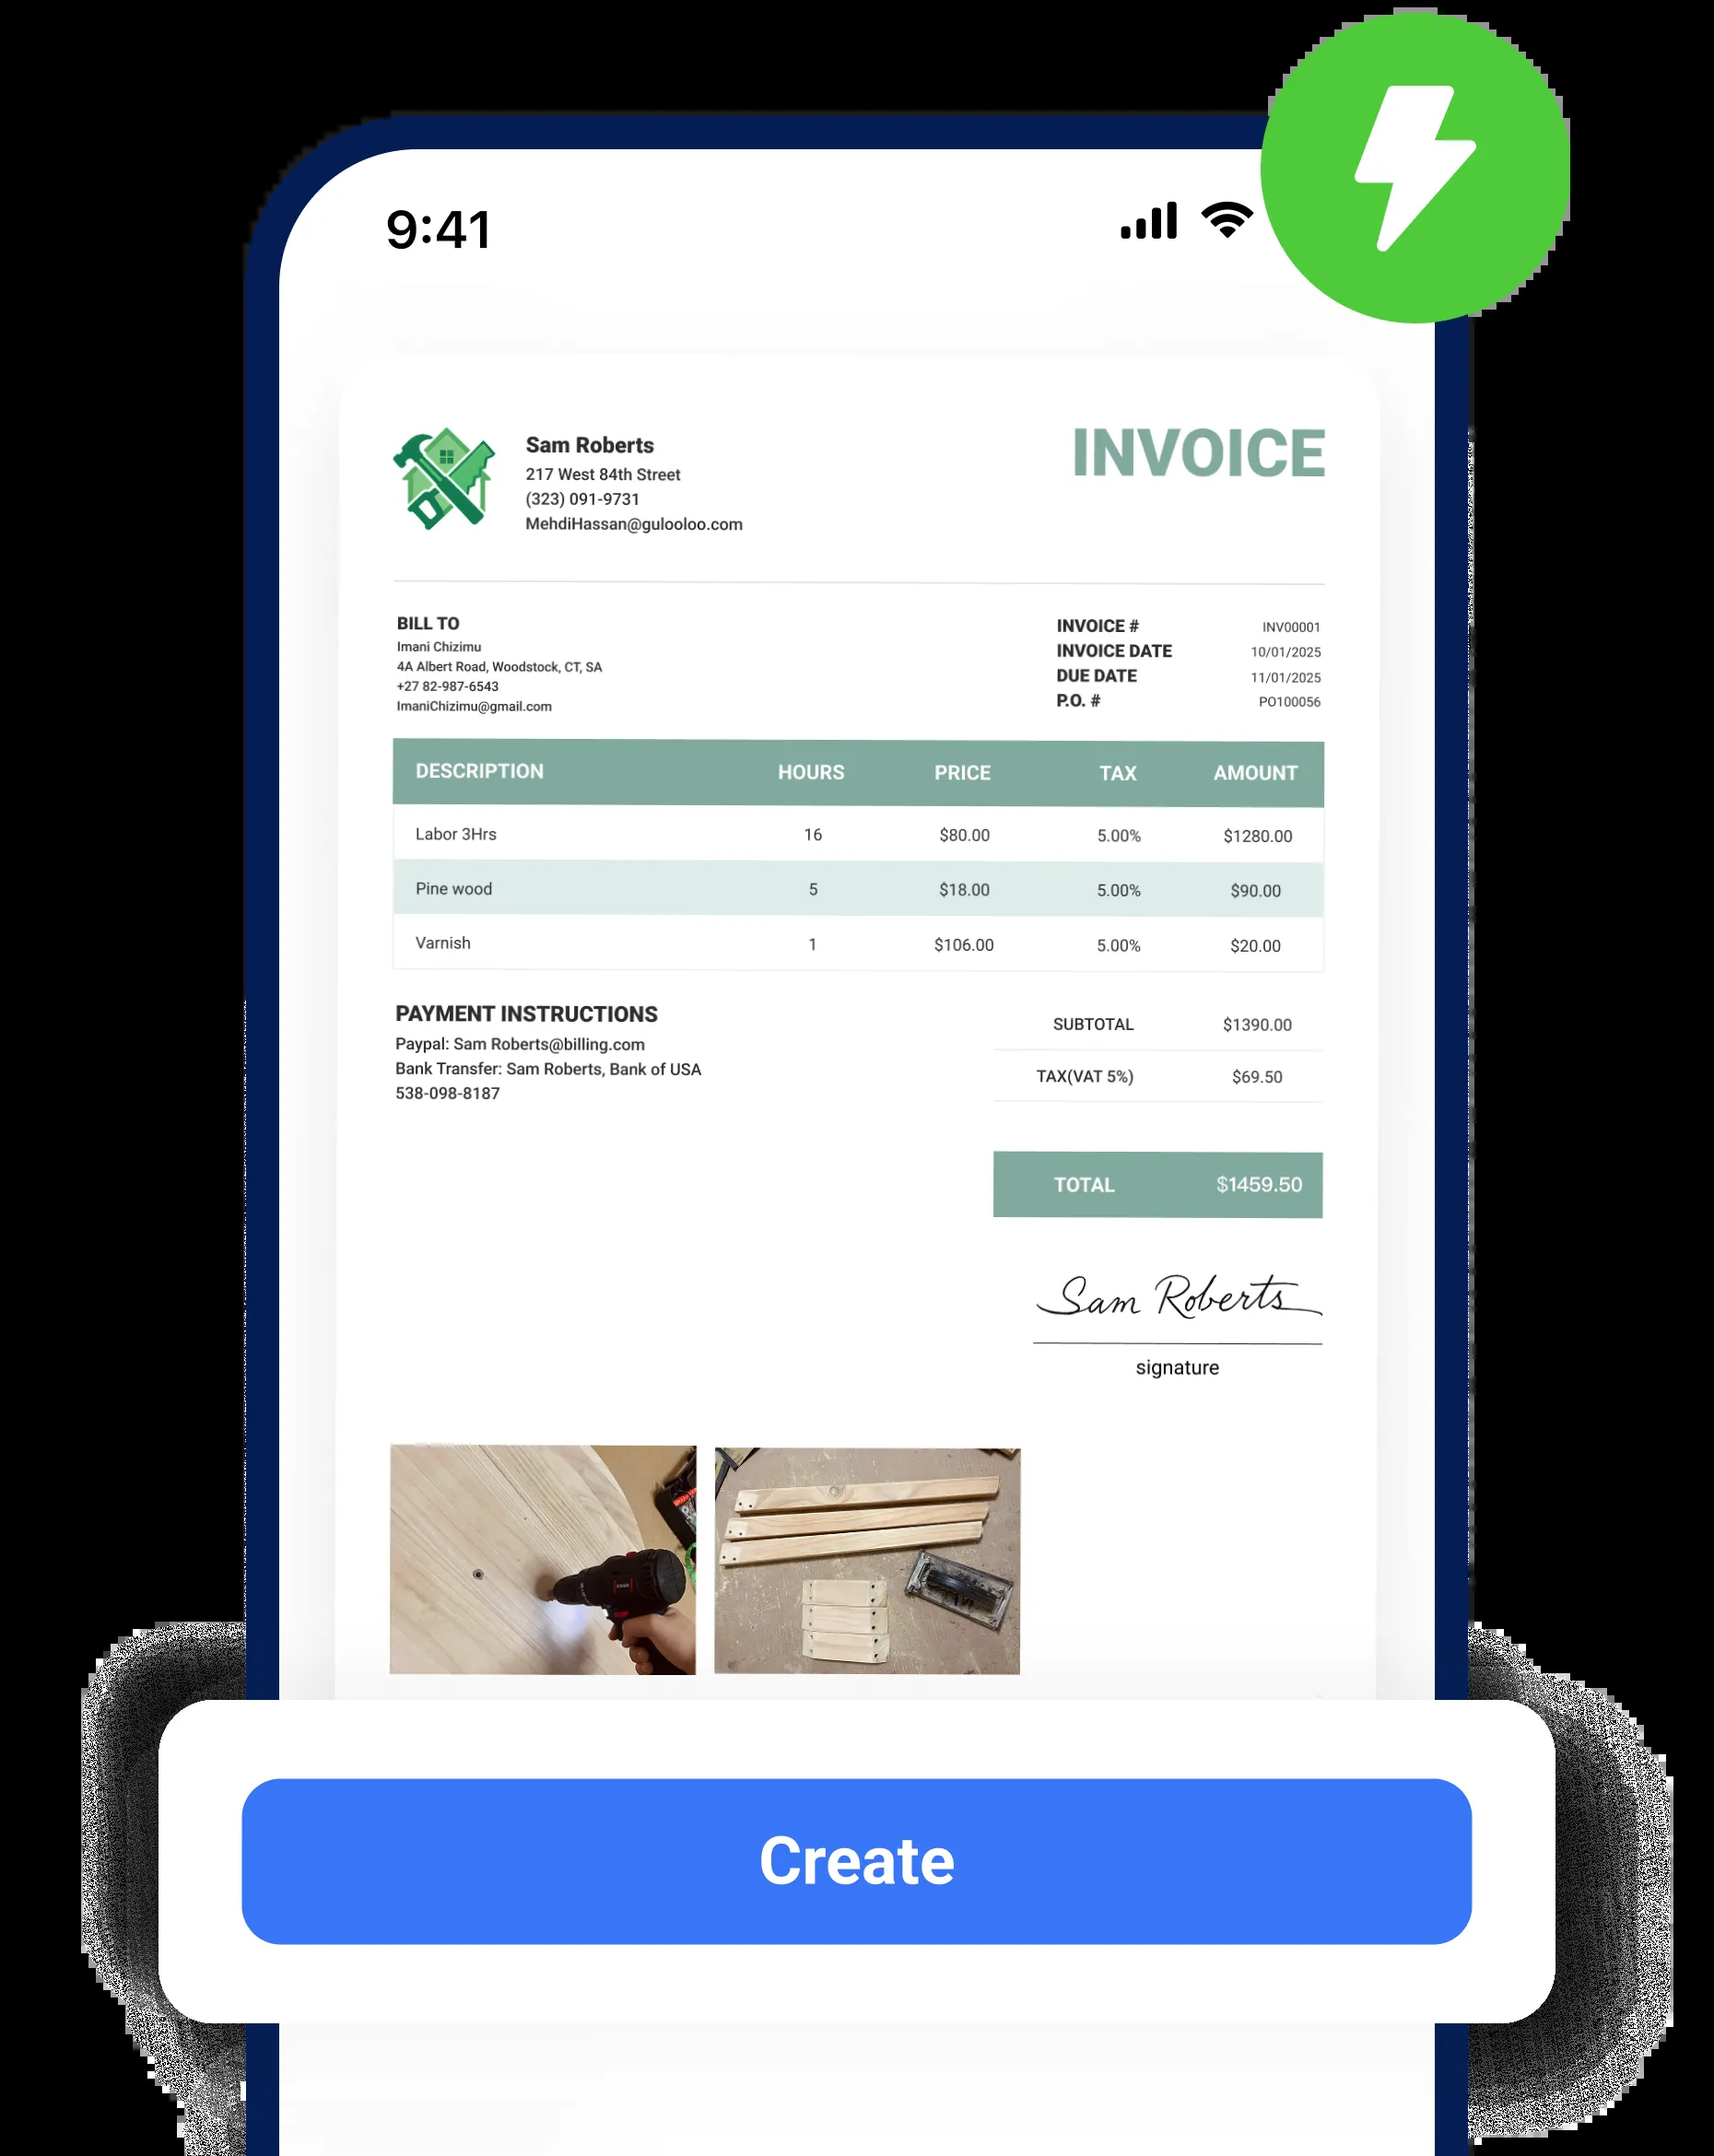 9:41
Sam Roberts
217 West 84th Street
(323) 091-9731
MehdiHassan@gulooloo.com
INVOICE
BILL TO
Imani Chizimu
4A Albert Road, Woodstock, CT, SA
+27 82-987-6543
ImaniChizimu@gmail.com
INVOICE # INV00001
INVOICE DATE 10/01/2025
DUE DATE 11/01/2025
P.O. # PO100056
DESCRIPTION HOURS PRICE TAX AMOUNT
Labor 3Hrs 16 $80.00 5.00% $1280.00
Pine wood 5 $18.00 5.00% $90.00
Varnish 1 $106.00 5.00% $20.00
PAYMENT INSTRUCTIONS
Paypal: Sam Roberts@billing.com
Bank Transfer: Sam Roberts, Bank of USA
538-098-8187
SUBTOTAL $1390.00
TAX(VAT 5%) $69.50
TOTAL $1459.50
Sam Roberts
signature
Create